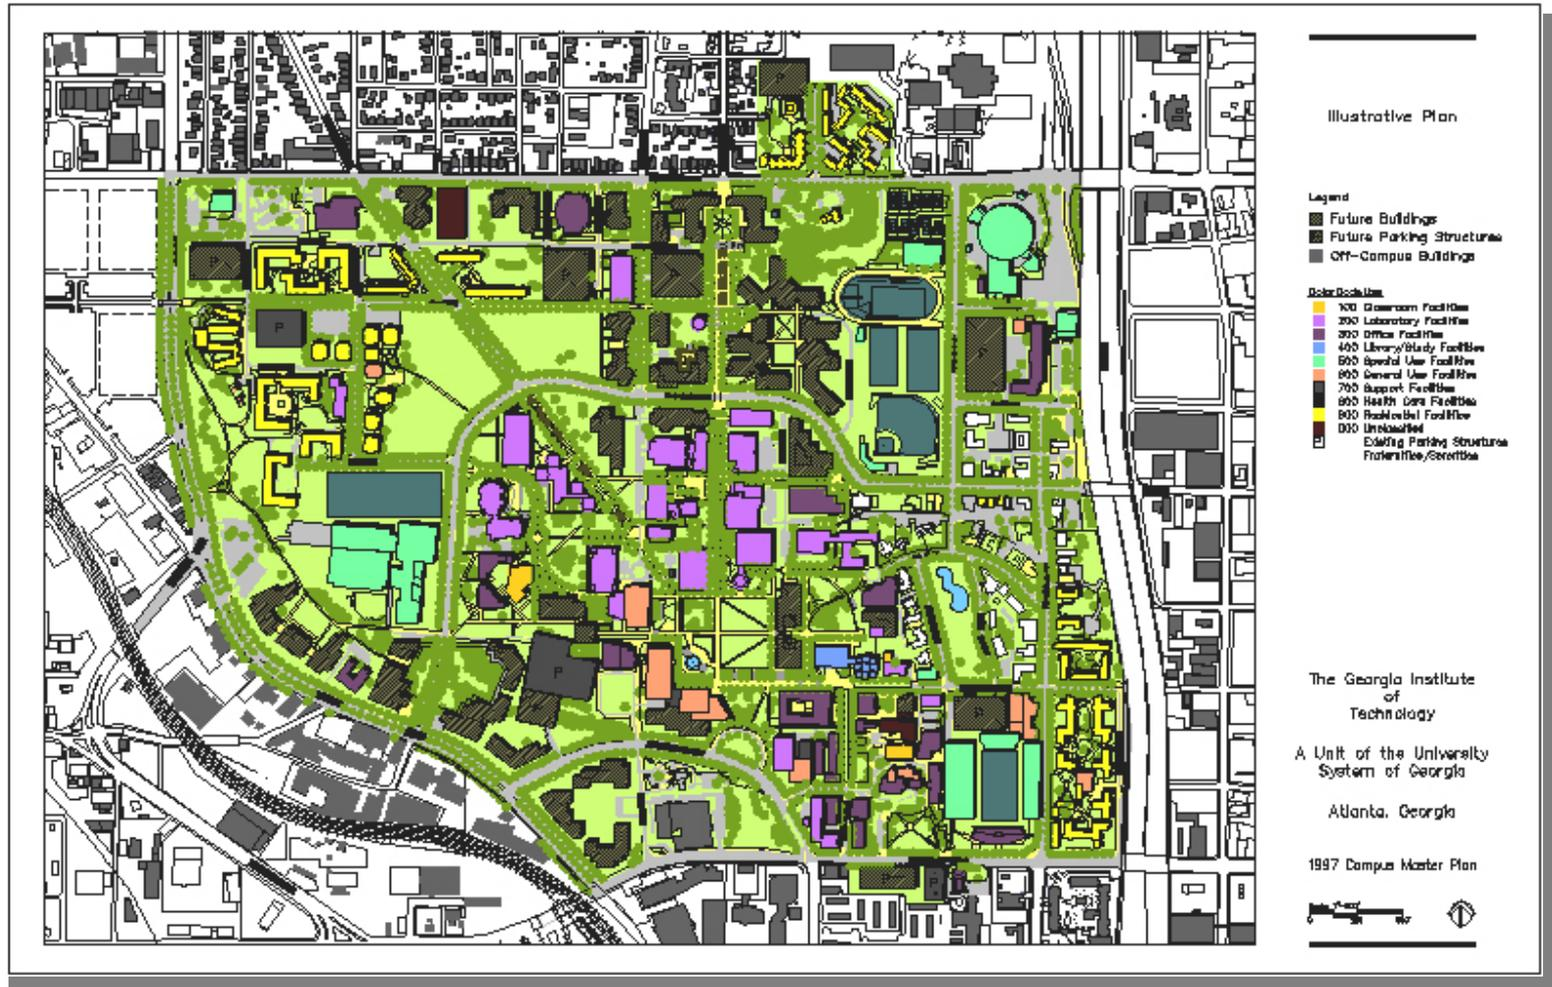 Illustrative Plan
Legend
Future Buildings
Future Parking Structures
Off-Campus Buildings
Color Code Use
100 Classroom Facilities
200 Laboratory Facilities
300 Office Facilities
400 Library/Study Facilities
500 Special Use Facilities
600 General Use Facilities
700 Support Facilities
800 Health Care Facilities
900 Residential Facilities
000 Unclassified
Existing Parking Structures
Fraternities/Sororities
The Georgia Institute
of
Technology
A Unit of the University
System of Georgia
Atlanta, Georgia
1997 Campus Master Plan
P
P
P
P
P
P
P
P
P
P
P